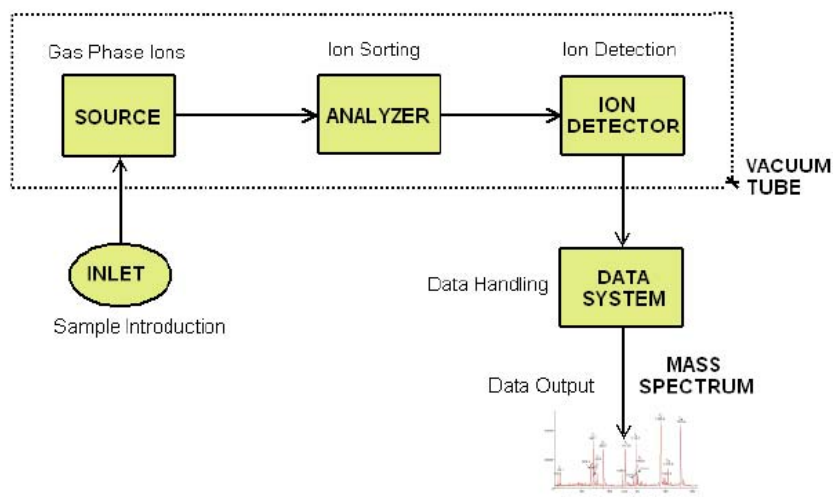 Gas Phase Ions
Ion Sorting
Ion Detection
SOURCE
ANALYZER
ION
DETECTOR
VACUUM
TUBE
INLET
Sample Introduction
Data Handling
DATA
SYSTEM
Data Output
MASS
SPECTRUM